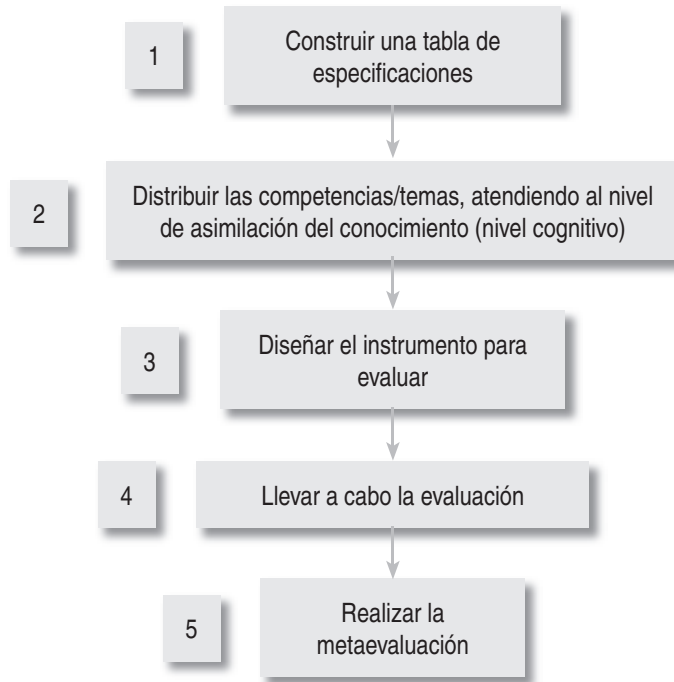 1
Construir una tabla de
especificaciones
2
Distribuir las competencias/temas, atendiendo al nivel
de asimilación del conocimiento (nivel cognitivo)
3
Diseñar el instrumento para
evaluar
4
Llevar a cabo la evaluación
5
Realizar la
metaevaluación